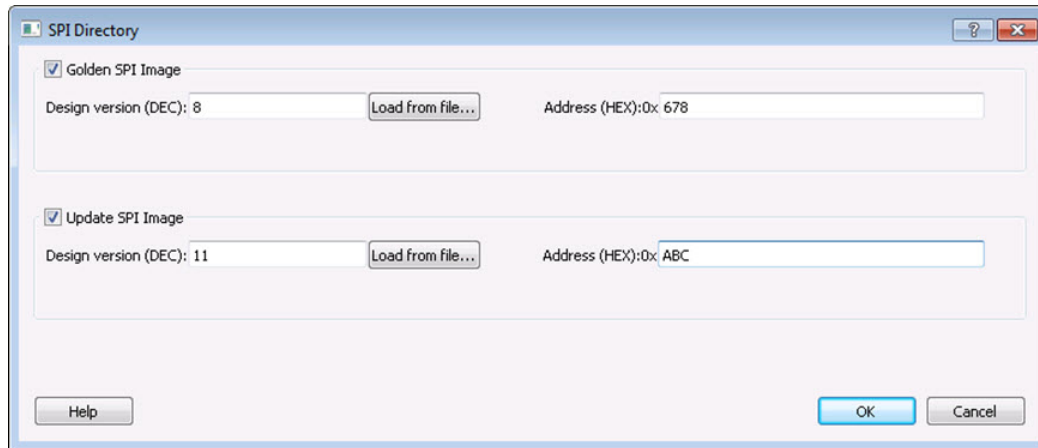 SPI Directory
Golden SPI Image
Design version (DEC): 8 Load from file... Address (HEX):0x 678
Update SPI Image
Design version (DEC): 11 Load from file... Address (HEX):0x ABC
Help OK Cancel